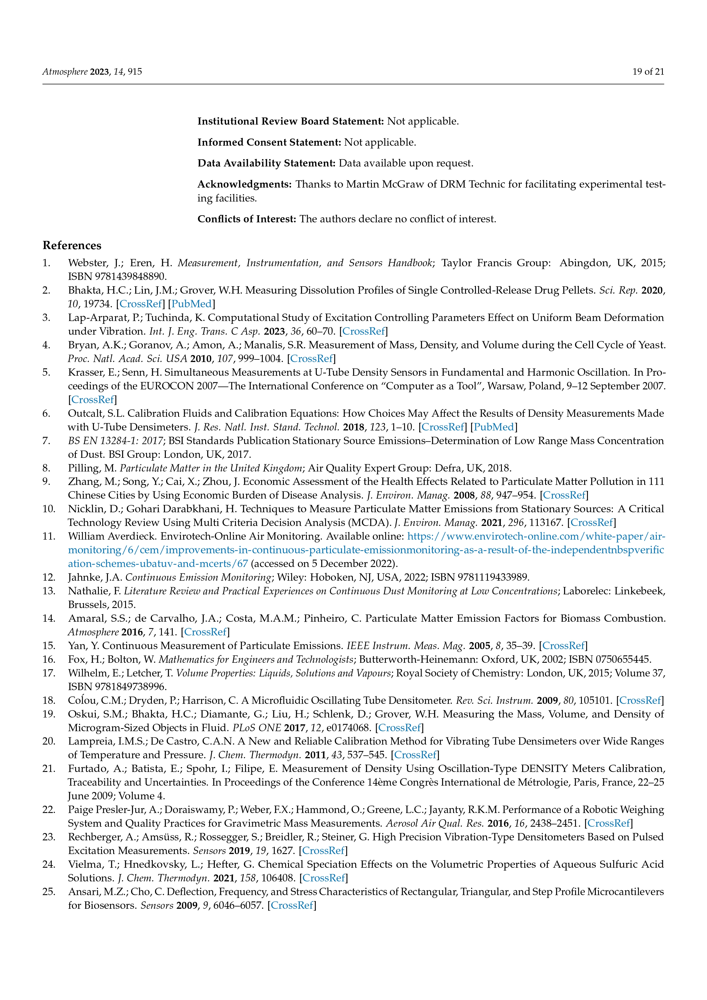 Atmosphere 2023, 14, 915
19 of 21
Institutional Review Board Statement: Not applicable.
Informed Consent Statement: Not applicable.
Data Availability Statement: Data available upon request.
Acknowledgments: Thanks to Martin McGraw of DRM Technic for facilitating experimental test-
ing facilities.
Conflicts of Interest: The authors declare no conflict of interest.
References
1. Webster, J.; Eren, H. Measurement, Instrumentation, and Sensors Handbook; Taylor Francis Group: Abingdon, UK, 2015;
ISBN 9781439848890.
2. Bhakta, H.C.; Lin, J.M.; Grover, W.H. Measuring Dissolution Profiles of Single Controlled-Release Drug Pellets. Sci. Rep. 2020,
10, 19734. [CrossRef] [PubMed]
3. Lap-Arparat, P.; Tuchinda, K. Computational Study of Excitation Controlling Parameters Effect on Uniform Beam Deformation
under Vibration. Int. J. Eng. Trans. C Asp. 2023, 36, 60–70. [CrossRef]
4. Bryan, A.K.; Goranov, A.; Amon, A.; Manalis, S.R. Measurement of Mass, Density, and Volume during the Cell Cycle of Yeast.
Proc. Natl. Acad. Sci. USA 2010, 107, 999–1004. [CrossRef]
5. Krasser, E.; Senn, H. Simultaneous Measurements at U-Tube Density Sensors in Fundamental and Harmonic Oscillation. In Pro-
ceedings of the EUROCON 2007—The International Conference on “Computer as a Tool”, Warsaw, Poland, 9–12 September 2007.
[CrossRef]
6. Outcalt, S.L. Calibration Fluids and Calibration Equations: How Choices May Affect the Results of Density Measurements Made
with U-Tube Densimeters. J. Res. Natl. Inst. Stand. Technol. 2018, 123, 1–10. [CrossRef] [PubMed]
7. BS EN 13284-1: 2017; BSI Standards Publication Stationary Source Emissions–Determination of Low Range Mass Concentration
of Dust. BSI Group: London, UK, 2017.
8. Pilling, M. Particulate Matter in the United Kingdom; Air Quality Expert Group: Defra, UK, 2018.
9. Zhang, M.; Song, Y.; Cai, X.; Zhou, J. Economic Assessment of the Health Effects Related to Particulate Matter Pollution in 111
Chinese Cities by Using Economic Burden of Disease Analysis. J. Environ. Manag. 2008, 88, 947–954. [CrossRef]
10. Nicklin, D.; Gohari Darabkhani, H. Techniques to Measure Particulate Matter Emissions from Stationary Sources: A Critical
Technology Review Using Multi Criteria Decision Analysis (MCDA). J. Environ. Manag. 2021, 296, 113167. [CrossRef]
11. William Averdieck. Envirotech-Online Air Monitoring. Available online: https://www.envirotech-online.com/white-paper/air-
monitoring/6/cem/improvements-in-continuous-particulate-emissionmonitoring-as-a-result-of-the-independentnbspverific
ation-schemes-ubatuv-and-mcerts/67 (accessed on 5 December 2022).
12. Jahnke, J.A. Continuous Emission Monitoring; Wiley: Hoboken, NJ, USA, 2022; ISBN 9781119433989.
13. Nathalie, F. Literature Review and Practical Experiences on Continuous Dust Monitoring at Low Concentrations; Laborelec: Linkebeek,
Brussels, 2015.
14. Amaral, S.S.; de Carvalho, J.A.; Costa, M.A.M.; Pinheiro, C. Particulate Matter Emission Factors for Biomass Combustion.
Atmosphere 2016, 7, 141. [CrossRef]
15. Yan, Y. Continuous Measurement of Particulate Emissions. IEEE Instrum. Meas. Mag. 2005, 8, 35–39. [CrossRef]
16. Fox, H.; Bolton, W. Mathematics for Engineers and Technologists; Butterworth-Heinemann: Oxford, UK, 2002; ISBN 0750655445.
17. Wilhelm, E.; Letcher, T. Volume Properties: Liquids, Solutions and Vapours; Royal Society of Chemistry: London, UK, 2015; Volume 37,
ISBN 9781849738996.
18. Coĺou, C.M.; Dryden, P.; Harrison, C. A Microfluidic Oscillating Tube Densitometer. Rev. Sci. Instrum. 2009, 80, 105101. [CrossRef]
19. Oskui, S.M.; Bhakta, H.C.; Diamante, G.; Liu, H.; Schlenk, D.; Grover, W.H. Measuring the Mass, Volume, and Density of
Microgram-Sized Objects in Fluid. PLoS ONE 2017, 12, e0174068. [CrossRef]
20. Lampreia, I.M.S.; De Castro, C.A.N. A New and Reliable Calibration Method for Vibrating Tube Densimeters over Wide Ranges
of Temperature and Pressure. J. Chem. Thermodyn. 2011, 43, 537–545. [CrossRef]
21. Furtado, A.; Batista, E.; Spohr, I.; Filipe, E. Measurement of Density Using Oscillation-Type DENSITY Meters Calibration,
Traceability and Uncertainties. In Proceedings of the Conference 14ème Congrès International de Métrologie, Paris, France, 22–25
June 2009; Volume 4.
22. Paige Presler-Jur, A.; Doraiswamy, P.; Weber, F.X.; Hammond, O.; Greene, L.C.; Jayanty, R.K.M. Performance of a Robotic Weighing
System and Quality Practices for Gravimetric Mass Measurements. Aerosol Air Qual. Res. 2016, 16, 2438–2451. [CrossRef]
23. Rechberger, A.; Amsüss, R.; Rossegger, S.; Breidler, R.; Steiner, G. High Precision Vibration-Type Densitometers Based on Pulsed
Excitation Measurements. Sensors 2019, 19, 1627. [CrossRef]
24. Vielma, T.; Hnedkovsky, L.; Hefter, G. Chemical Speciation Effects on the Volumetric Properties of Aqueous Sulfuric Acid
Solutions. J. Chem. Thermodyn. 2021, 158, 106408. [CrossRef]
25. Ansari, M.Z.; Cho, C. Deflection, Frequency, and Stress Characteristics of Rectangular, Triangular, and Step Profile Microcantilevers
for Biosensors. Sensors 2009, 9, 6046–6057. [CrossRef]